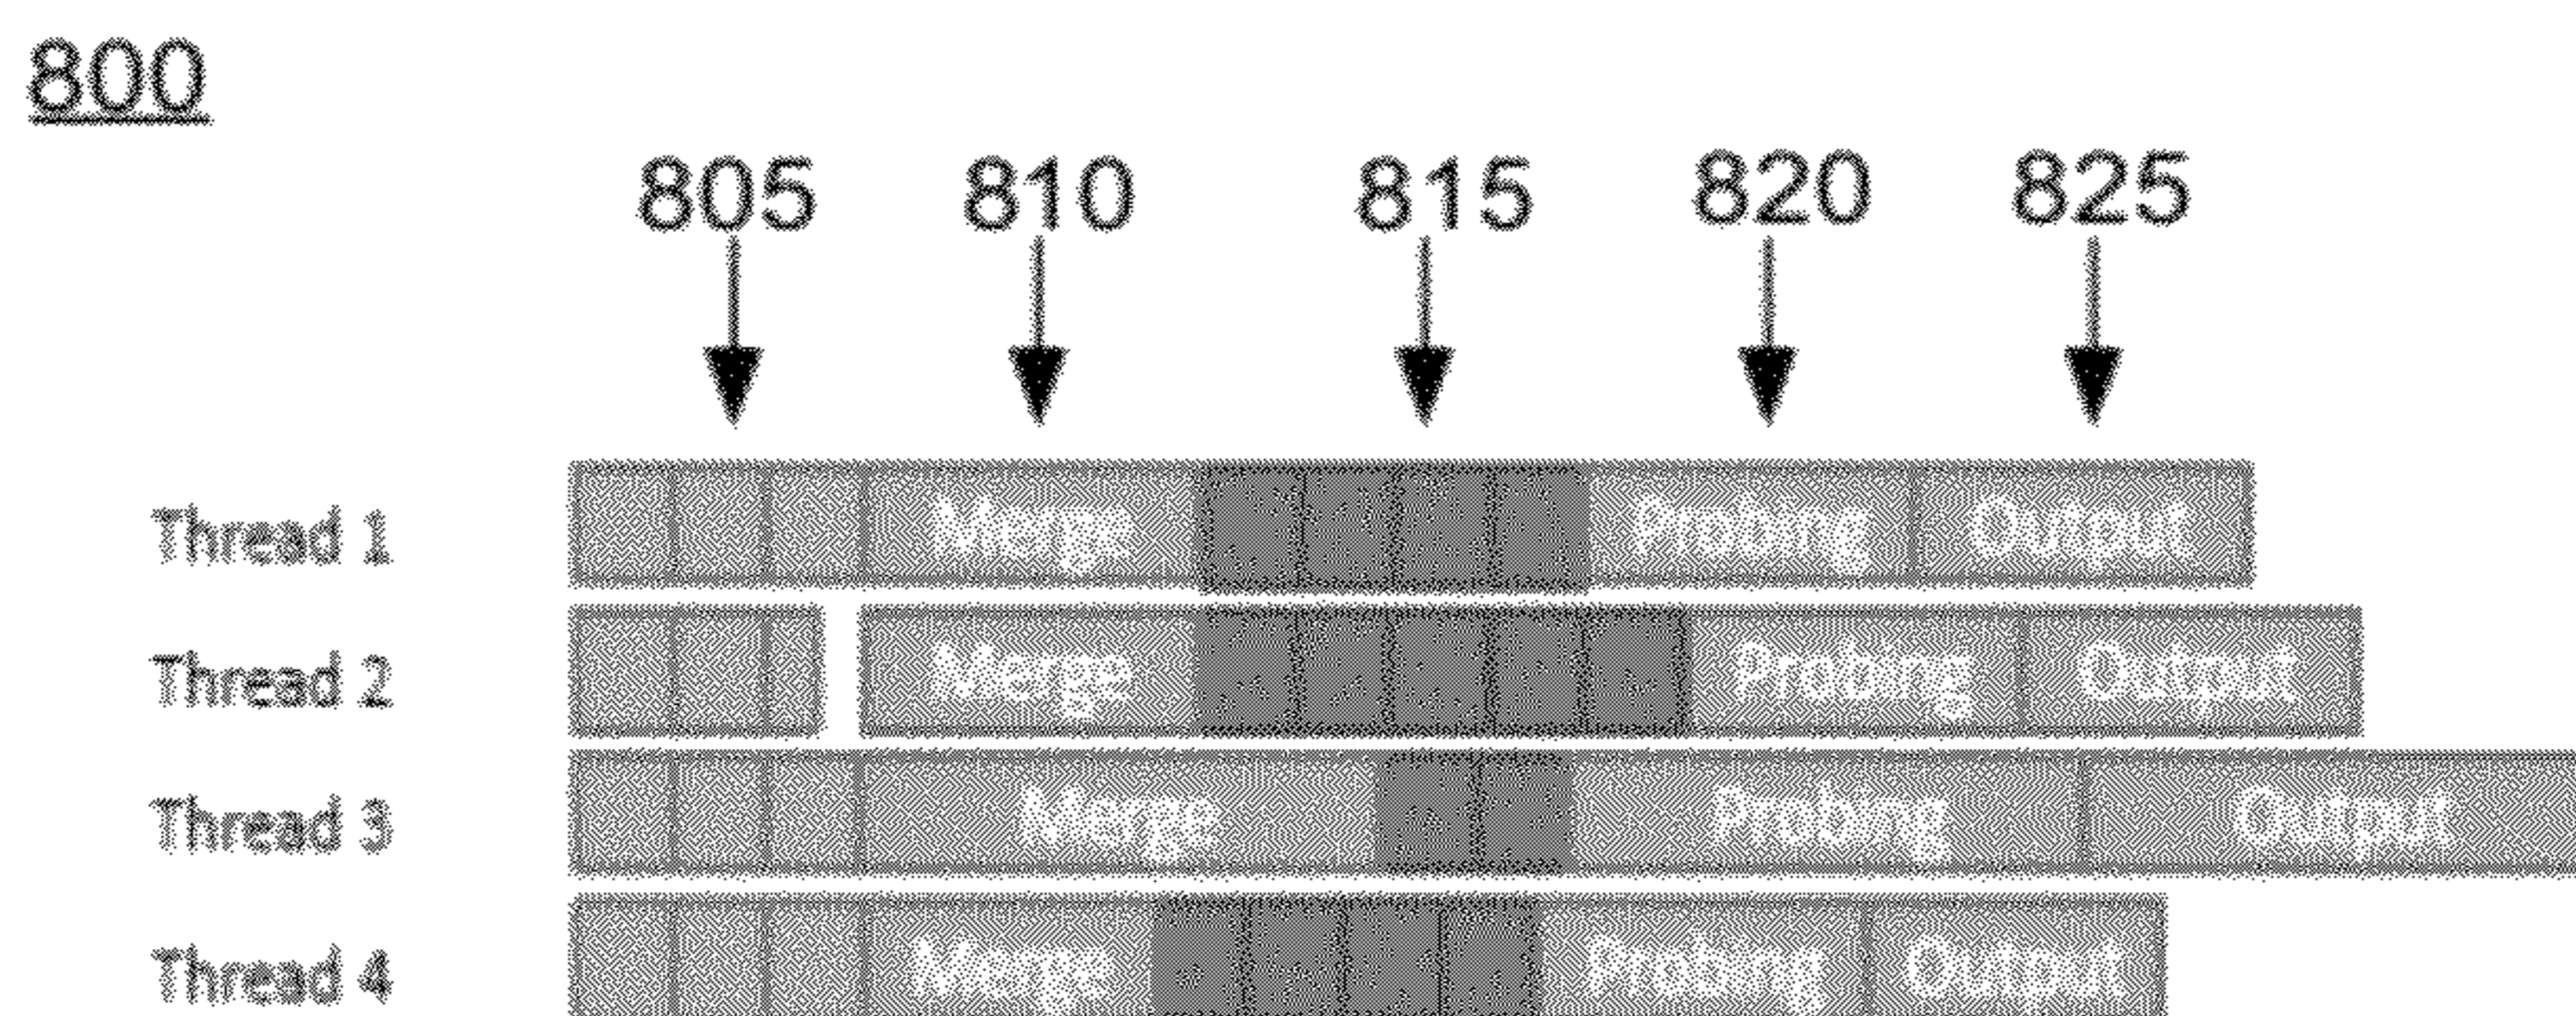 800
805 810 815 820 825
Thread 1 Merge Probing Output
Thread 2 Merge Probing Output
Thread 3 Merge Probing Output
Thread 4 Merge Probing Output